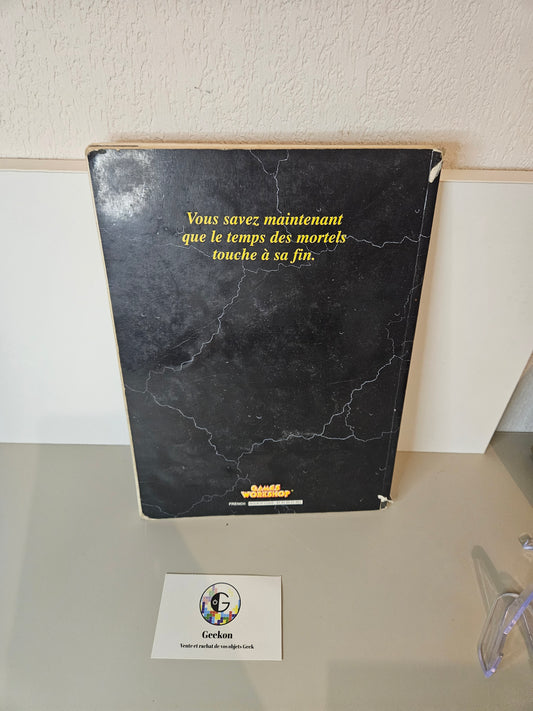 Vous savez maintenant
que le temps des mortels
touche à sa fin.
GAMES
WORKSHOP
FRENCH
G
Geekon
Vente et rachat de vos objets Geek